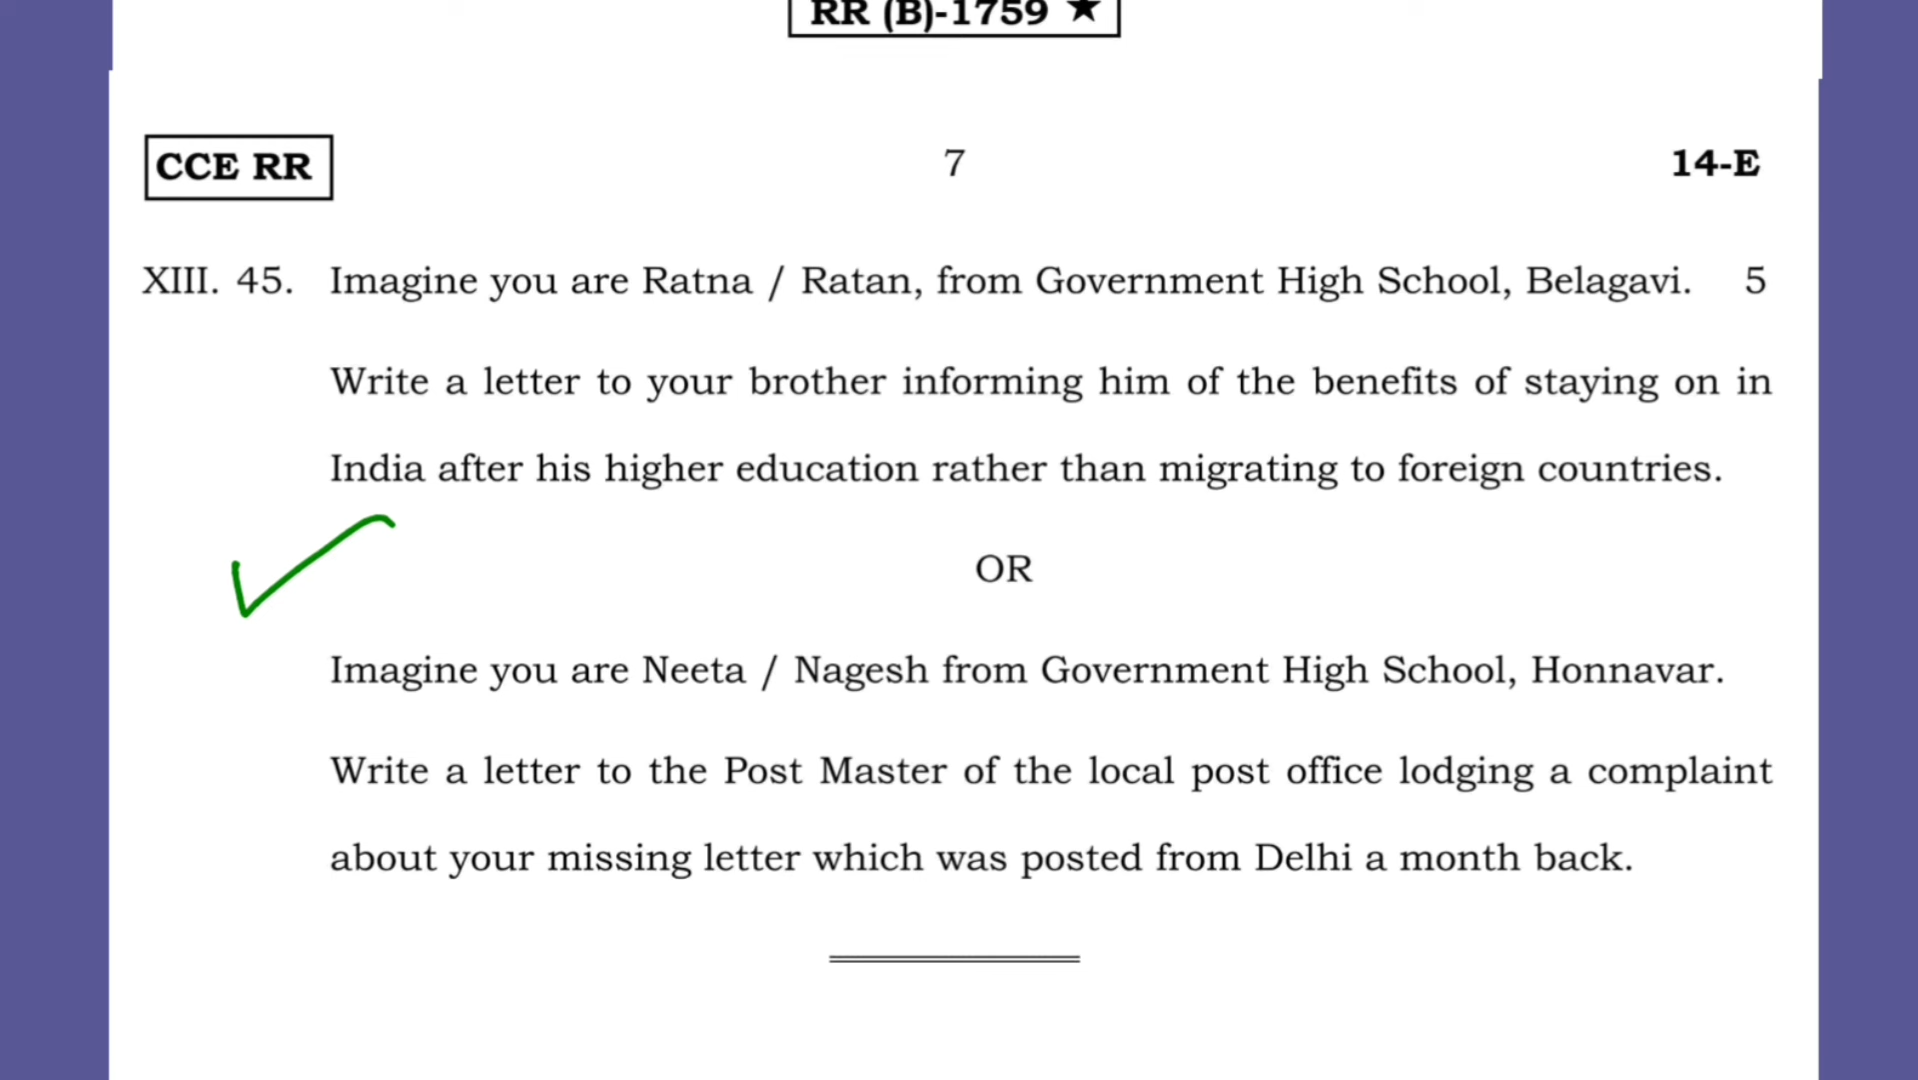 RR (B)-1759 ★
CCE RR 7 14-E
XIII. 45. Imagine you are Ratna / Ratan, from Government High School, Belagavi. 5
Write a letter to your brother informing him of the benefits of staying on in
India after his higher education rather than migrating to foreign countries.
OR
Imagine you are Neeta / Nagesh from Government High School, Honnavar.
Write a letter to the Post Master of the local post office lodging a complaint
about your missing letter which was posted from Delhi a month back.